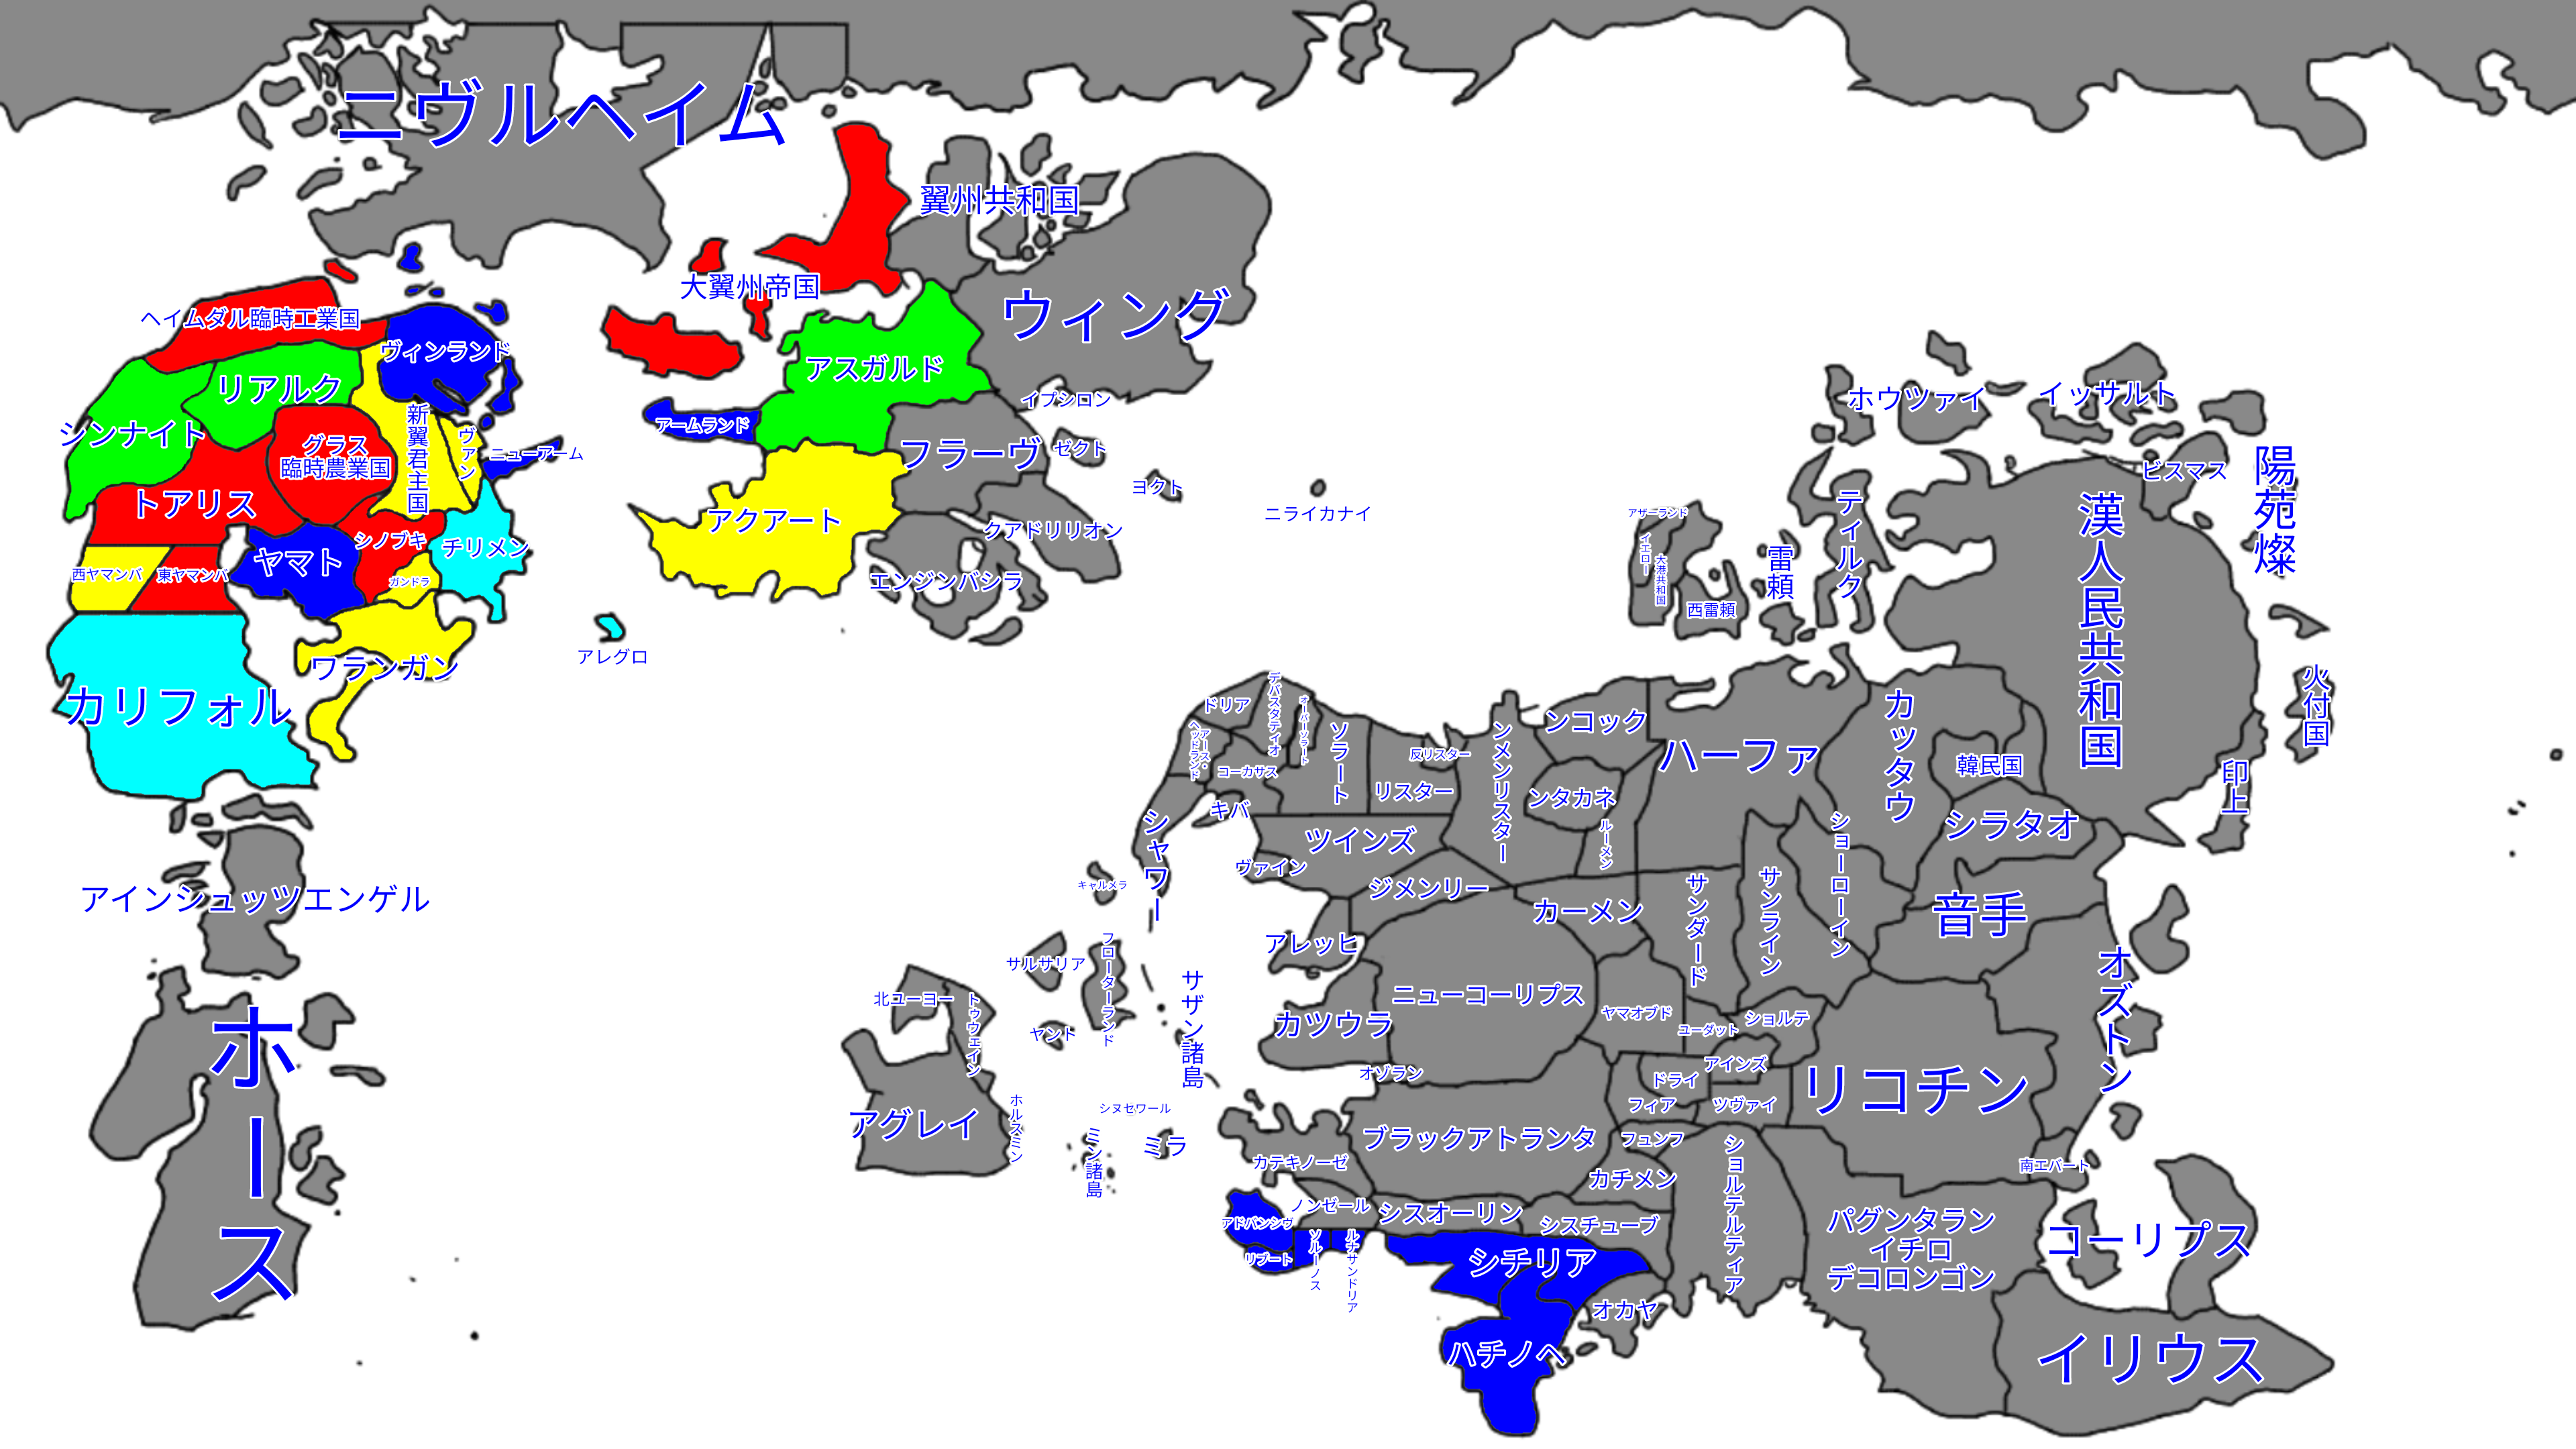 ニヴルヘイム
翼州共和国
大翼州帝国
ウィング
ヘイムダル臨時工業国
ヴィンランド
リアルク
アスガルド
シンナイト
新翼君主国
ヴァン
ニューアーム
グラス
臨時農業国
アームランド
イプシロン
フラーヴ
ゼクト
ヨクト
ニライカナイ
トアリス
アクアート
クアドリリオン
エンジンバシラ
シノブキ
チリメン
ヤマト
西ヤマンバ
東ヤマンバ
ガンドラ
ワランガン
アレグロ
カリフォル
アインシュッツエンゲル
ホース
ホウツァイ
イッサルト
ビスマス
陽苑燦
漢人民共和国
ティルク
雷頼
西雷頼
アザーランド
イエロー
大港共和国
火付国
印上
ドリア
デバスタティオ
オーバーソラート
アース・
ヘッドランド
コーカサス
キバ
ソラート
反リスター
リスター
ンメンリスター
ンコック
ンタカネ
ルーメン
ハーファ
カッタウ
韓民国
シラタオ
ショーローイン
シャワー
ツインズ
ヴァイン
ジメンリー
カーメン
サンダード
サンライン
音手
オズトン
キャルメラ
サルサリア
フローターランド
ヤント
サザン諸島
アレッヒ
カツウラ
ニューコーリプス
ヤマオブド
ユーダット
ショルテ
アインズ
ドライ
フィア
ツヴァイ
リコチン
北ユーヨー
トゥウェイン
アグレイ
ホルスミン
シヌセワール
ミン諸島
ミラ
オゾラン
ブラックアトランタ
フュンフ
カチメン
カテキノーゼ
ノンゼール
シスオーリン
シスチューブ
ショルテルティア
南エバート
アドバンシヴ
リブート
ソルーノス
ルナサンドリア
シチリア
オカヤ
ハチノヘ
パグンタラン
イチロ
デコロンゴン
コーリプス
イリウス